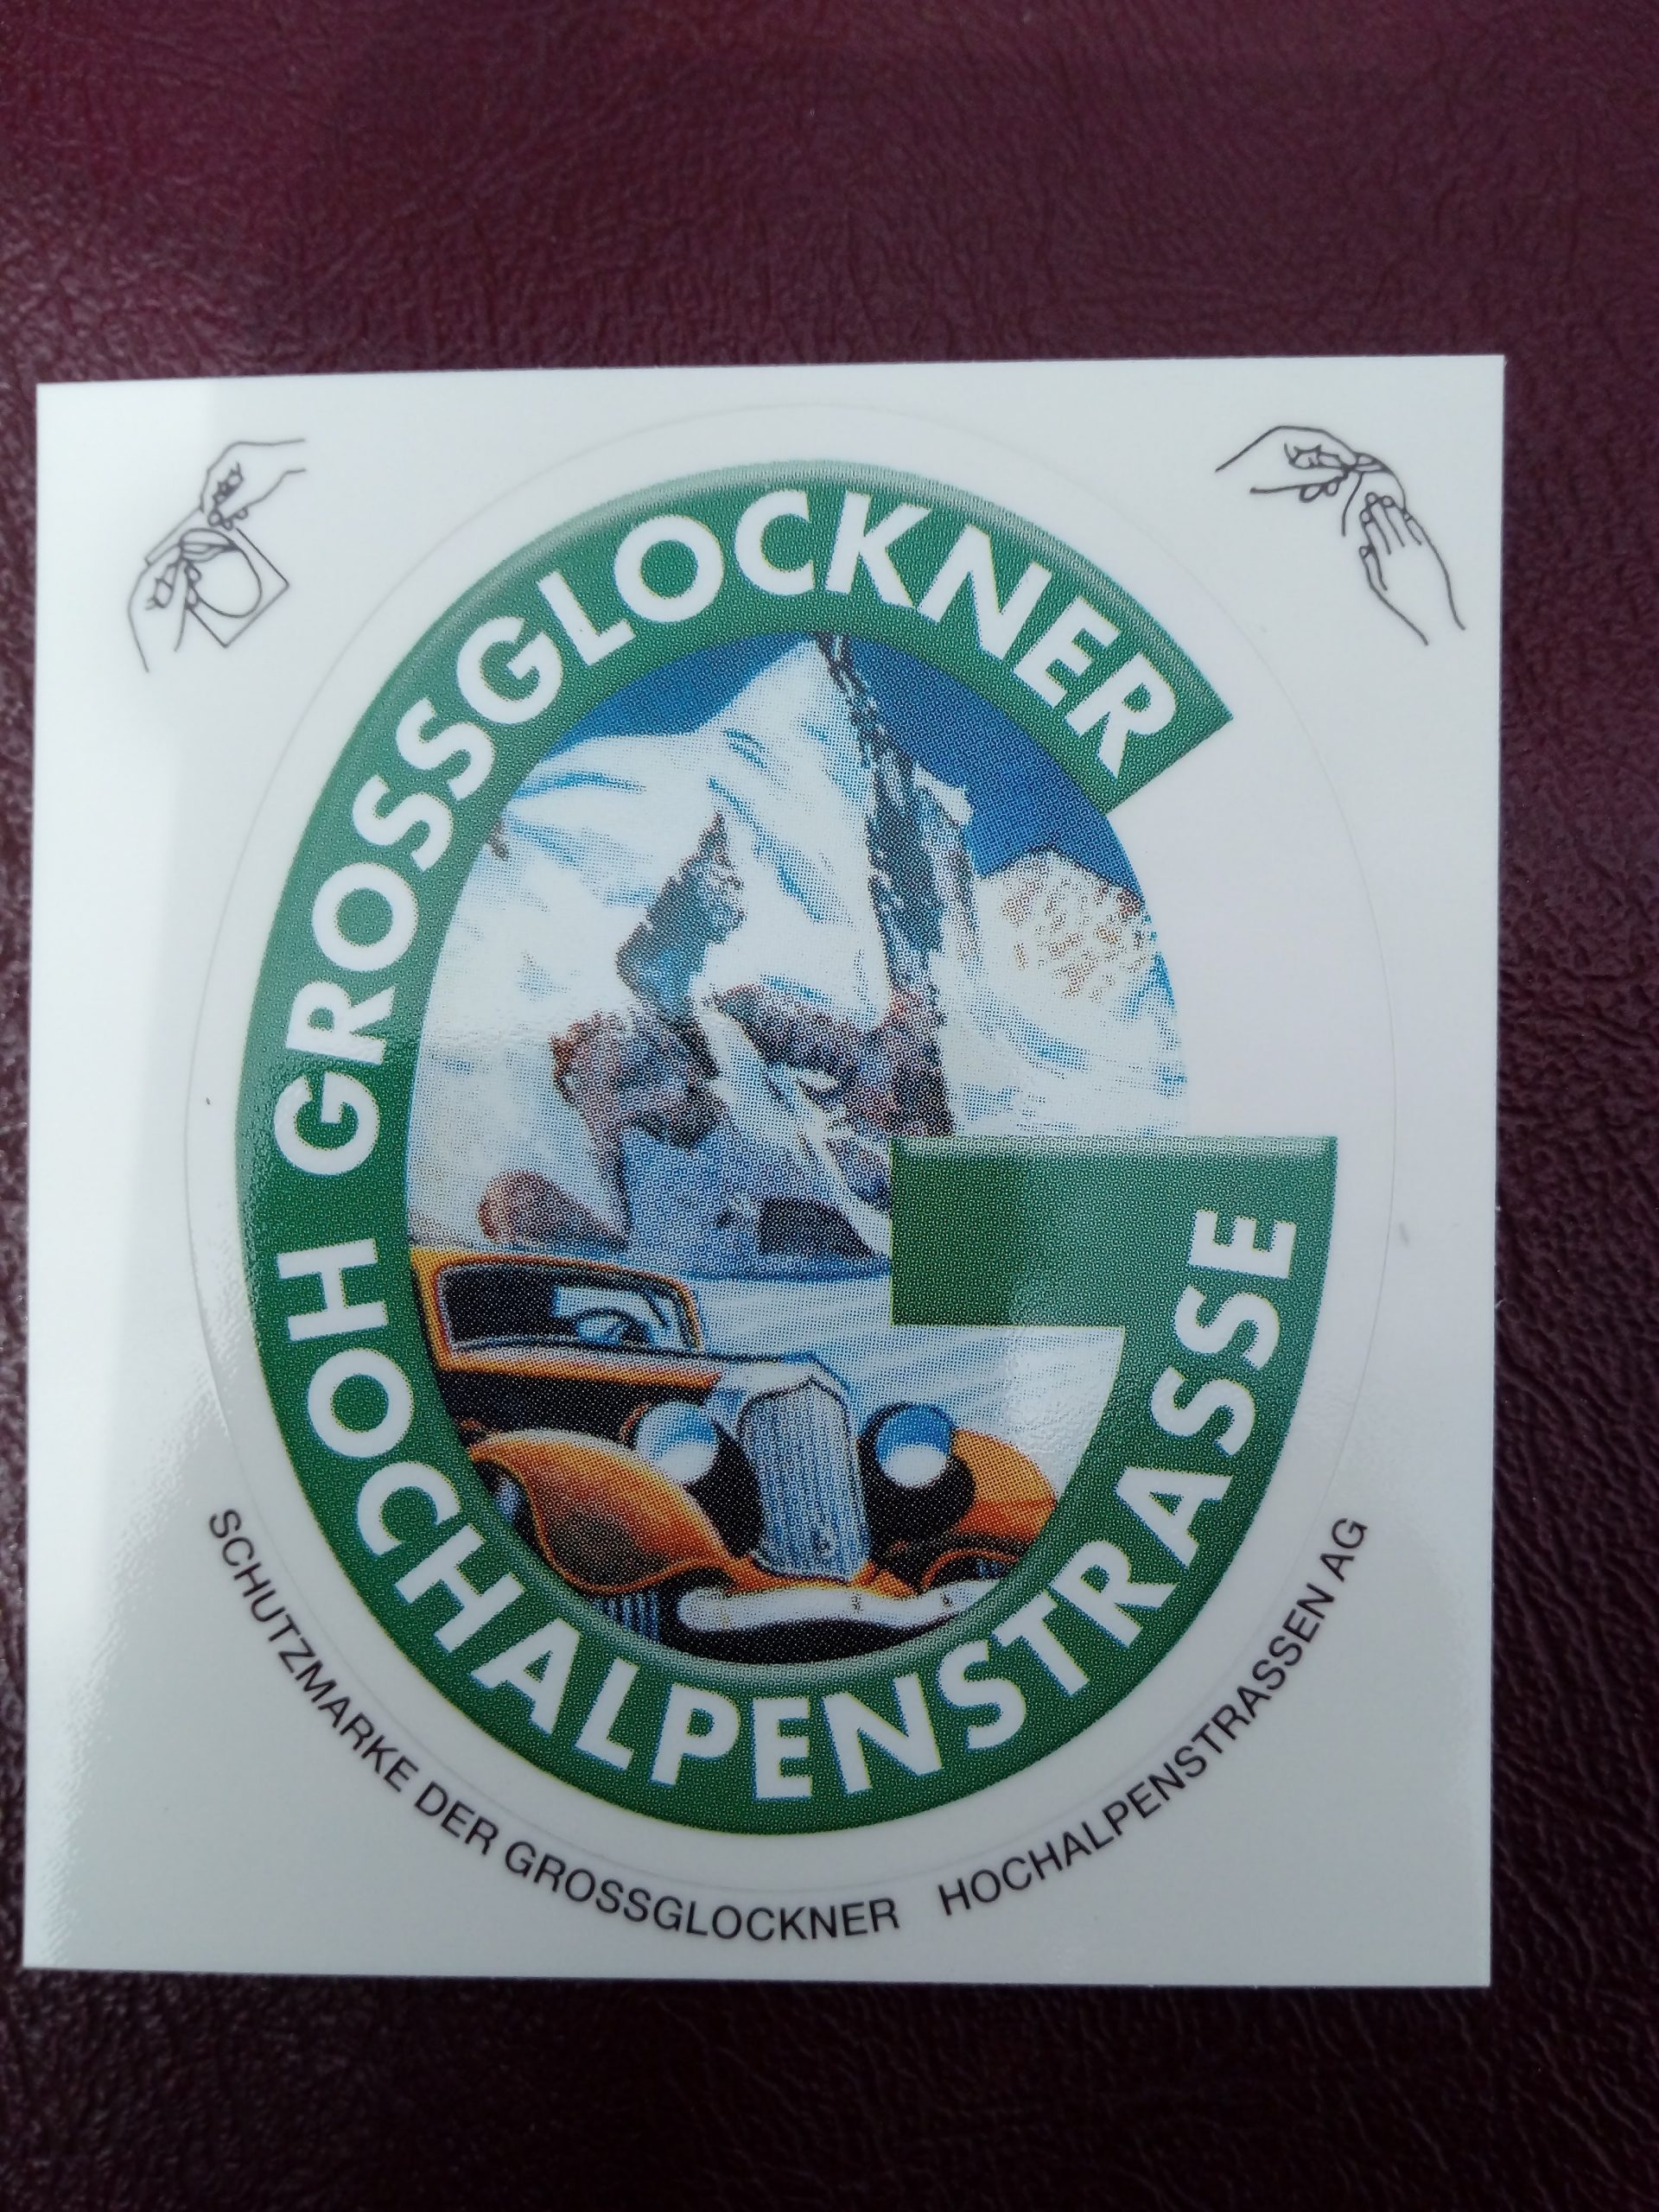 GROSSGLOCKNER
HOCHALPENSTRASSE
SCHUTZMARKE DER GROSSGLOCKNER HOCHALPENSTRASSEN AG